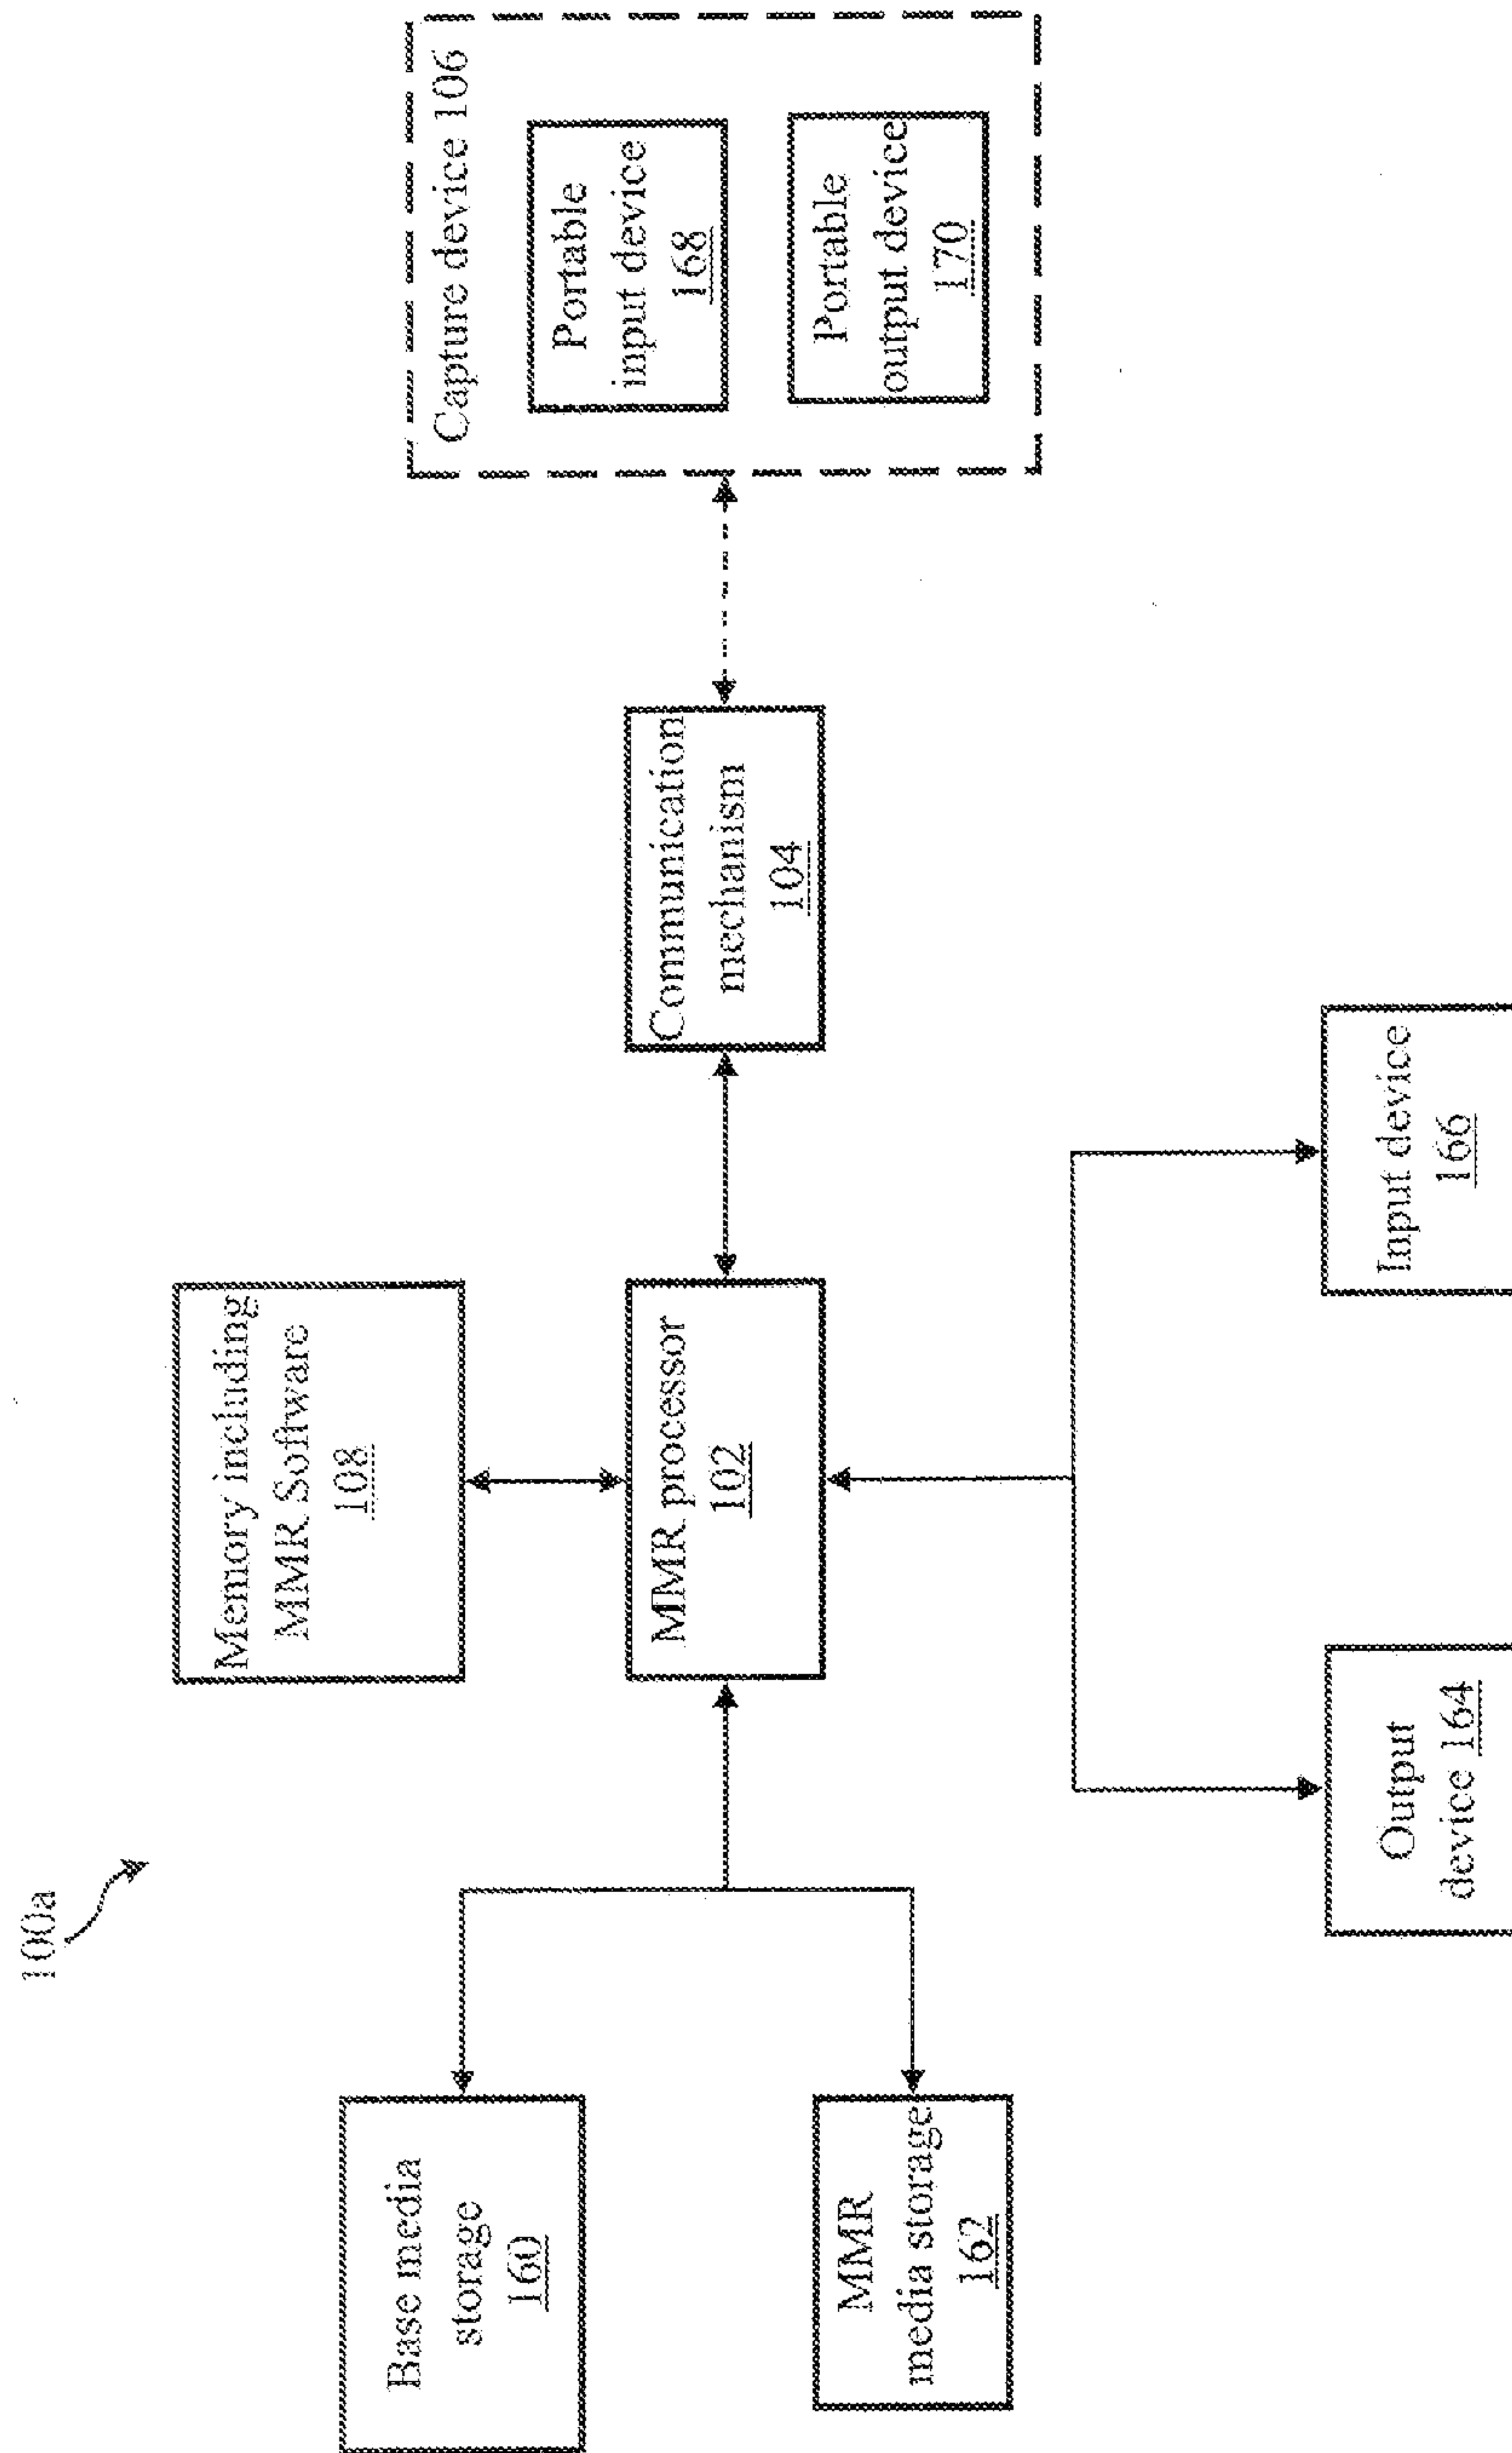 100a
Memory including
MMR Software
108
Capture device 106
Portable
input device
168
Portable
output device
170
Base media
storage
160
MMR processor
102
Communication
mechanism
104
MMR
media storage
162
Output
device 164
Input device
166